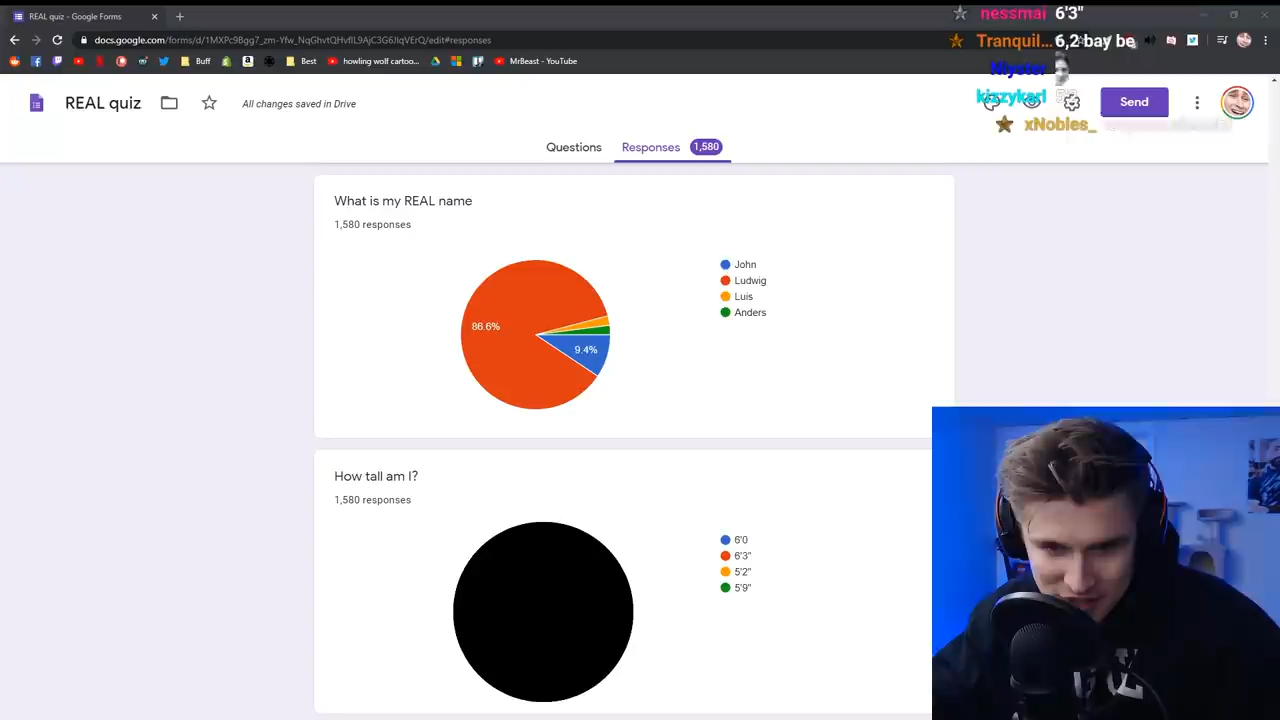 REAL quiz - Google Forms
nessmai 6'3"
docs.google.com/forms/d/1MXPc9Bgg7_zm-Yfw_NqGhvtQHvflL9AjC3G6JIqVErQ/edit#responses
Tranquil... 6,2 bay be
Buff
Best
howling wolf cartoo...
MrBeast - YouTube
Klyster
kizzykarl
REAL quiz
All changes saved in Drive
Send
xNobles_
Questions
Responses 1,580
What is my REAL name
1,580 responses
86.6%
9.4%
John
Ludwig
Luis
Anders
How tall am I?
1,580 responses
6'0
6'3"
5'2"
5'9"